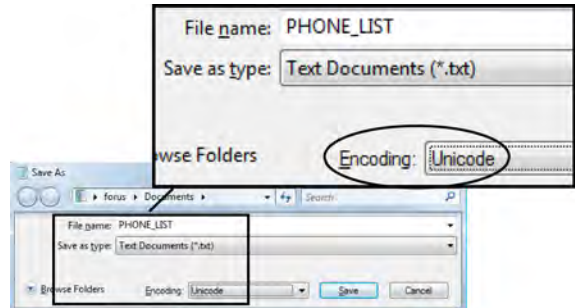 File name: PHONE_LIST
Save as type: Text Documents (*.txt)
wse Folders Encoding: Unicode
Save As
forus Documents Search
File name: PHONE_LIST
Save as type: Text Documents (*.txt)
Browse Folders Encoding: Unicode Save Cancel